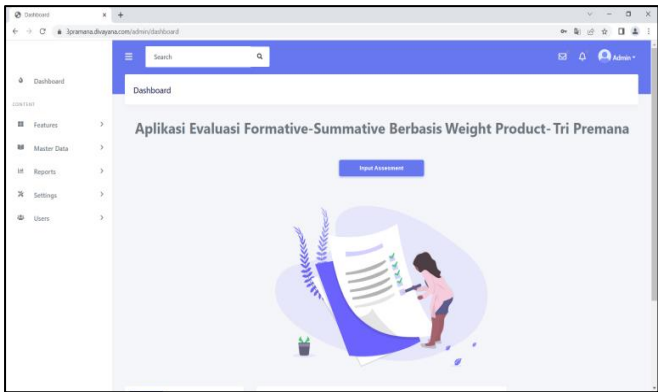 Dashboard
3pramana.divayana.com/admin/dashboard
Search
Admin
Dashboard
Dashboard
CONTENT
Features
Master Data
Reports
Settings
Users
Aplikasi Evaluasi Formative-Summative Berbasis Weight Product- Tri Premana
Input Assesment